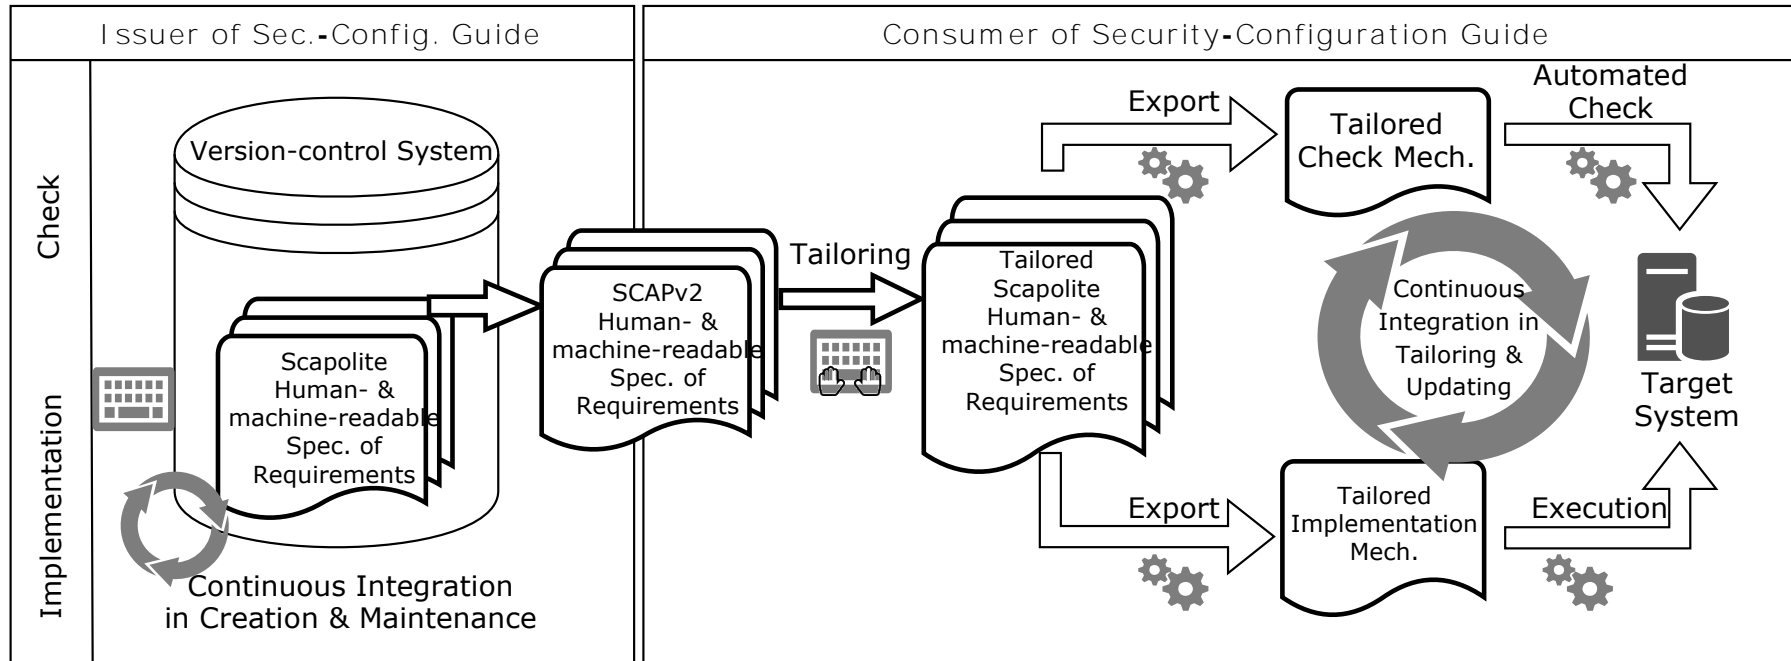 Issuer of Sec.-Config. Guide
Consumer of Security-Configuration Guide
Check
Implementation
Version-control System
Scapolite
Human- &
machine-readable
Spec. of
Requirements
Continuous Integration
in Creation & Maintenance
SCAPv2
Human- &
machine-readable
Spec. of
Requirements
Tailoring
Tailored
Scapolite
Human- &
machine-readable
Spec. of
Requirements
Export
Tailored
Check Mech.
Automated
Check
Continuous
Integration in
Tailoring &
Updating
Target
System
Export
Tailored
Implementation
Mech.
Execution